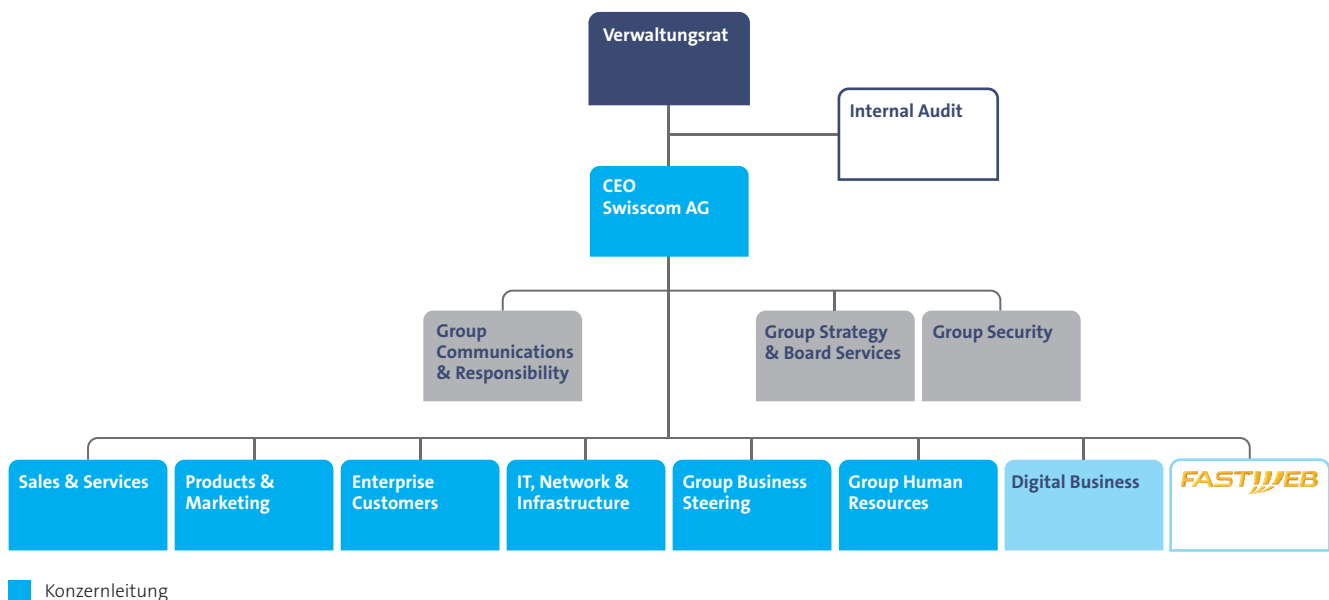 Verwaltungsrat
Internal Audit
CEO
Swisscom AG
Group
Communications
& Responsibility
Group Strategy
& Board Services
Group Security
Sales & Services
Products &
Marketing
Enterprise
Customers
IT, Network &
Infrastructure
Group Business
Steering
Group Human
Resources
Digital Business
FASTWEB
Konzernleitung